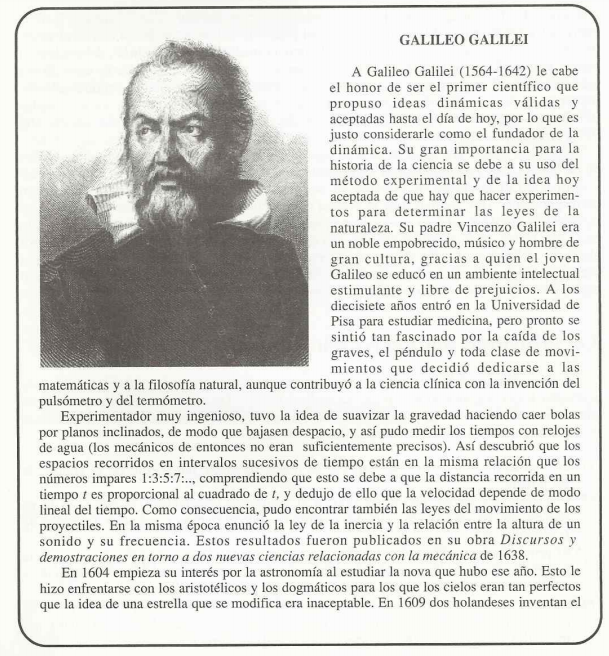 GALILEO GALILEI
A Galileo Galilei (1564-1642) le cabe
el honor de ser el primer científico que
propuso ideas dinámicas válidas y
aceptadas hasta el día de hoy, por lo que es
justo considerarle como el fundador de la
dinámica. Su gran importancia para la
historia de la ciencia se debe a su uso del
método experimental y de la idea hoy
aceptada de que hay que hacer experimen-
tos para determinar las leyes de la
naturaleza. Su padre Vincenzo Galilei era
un noble empobrecido, músico y hombre de
gran cultura, gracias a quien el joven
Galileo se educó en un ambiente intelectual
estimulante y libre de prejuicios. A los
diecisiete años entró en la Universidad de
Pisa para estudiar medicina, pero pronto se
sintió tan fascinado por la caída de los
graves, el péndulo y toda clase de movi-
mientos que decidió dedicarse a las
matemáticas y a la filosofía natural, aunque contribuyó a la ciencia clínica con la invención del
pulsómetro y del termómetro.
Experimentador muy ingenioso, tuvo la idea de suavizar la gravedad haciendo caer bolas
por planos inclinados, de modo que bajasen despacio, y así pudo medir los tiempos con relojes
de agua (los mecánicos de entonces no eran suficientemente precisos). Así descubrió que los
espacios recorridos en intervalos sucesivos de tiempo están en la misma relación que los
números impares 1:3:5:7:.., comprendiendo que esto se debe a que la distancia recorrida en un
tiempo t es proporcional al cuadrado de t, y dedujo de ello que la velocidad depende de modo
lineal del tiempo. Como consecuencia, pudo encontrar también las leyes del movimiento de los
proyectiles. En la misma época enunció la ley de la inercia y la relación entre la altura de un
sonido y su frecuencia. Estos resultados fueron publicados en su obra Discursos y
demostraciones en torno a dos nuevas ciencias relacionadas con la mecánica de 1638.
En 1604 empieza su interés por la astronomía al estudiar la nova que hubo ese año. Esto le
hizo enfrentarse con los aristotélicos y los dogmáticos para los que los cielos eran tan perfectos
que la idea de una estrella que se modifica era inaceptable. En 1609 dos holandeses inventan el